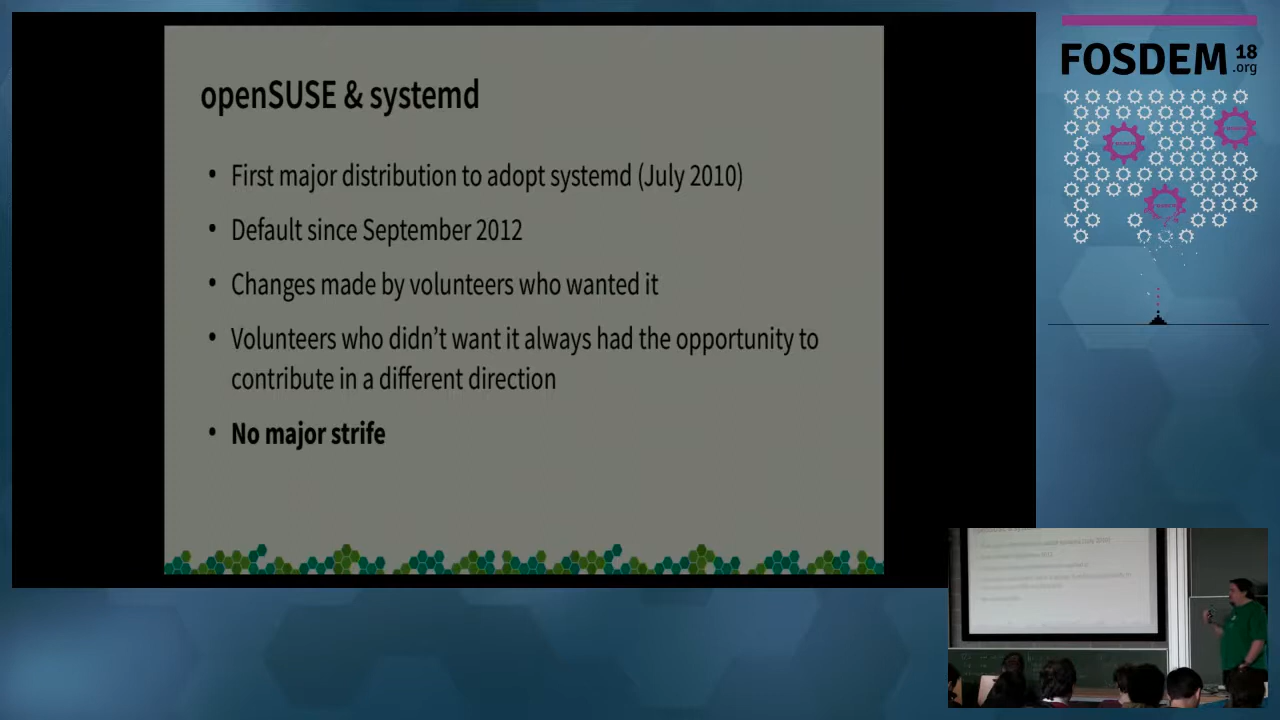 openSUSE & systemd
• First major distribution to adopt systemd (July 2010)
• Default since September 2012
• Changes made by volunteers who wanted it
• Volunteers who didn't want it always had the opportunity to
contribute in a different direction
• No major strife
FOSDEM 18
.org